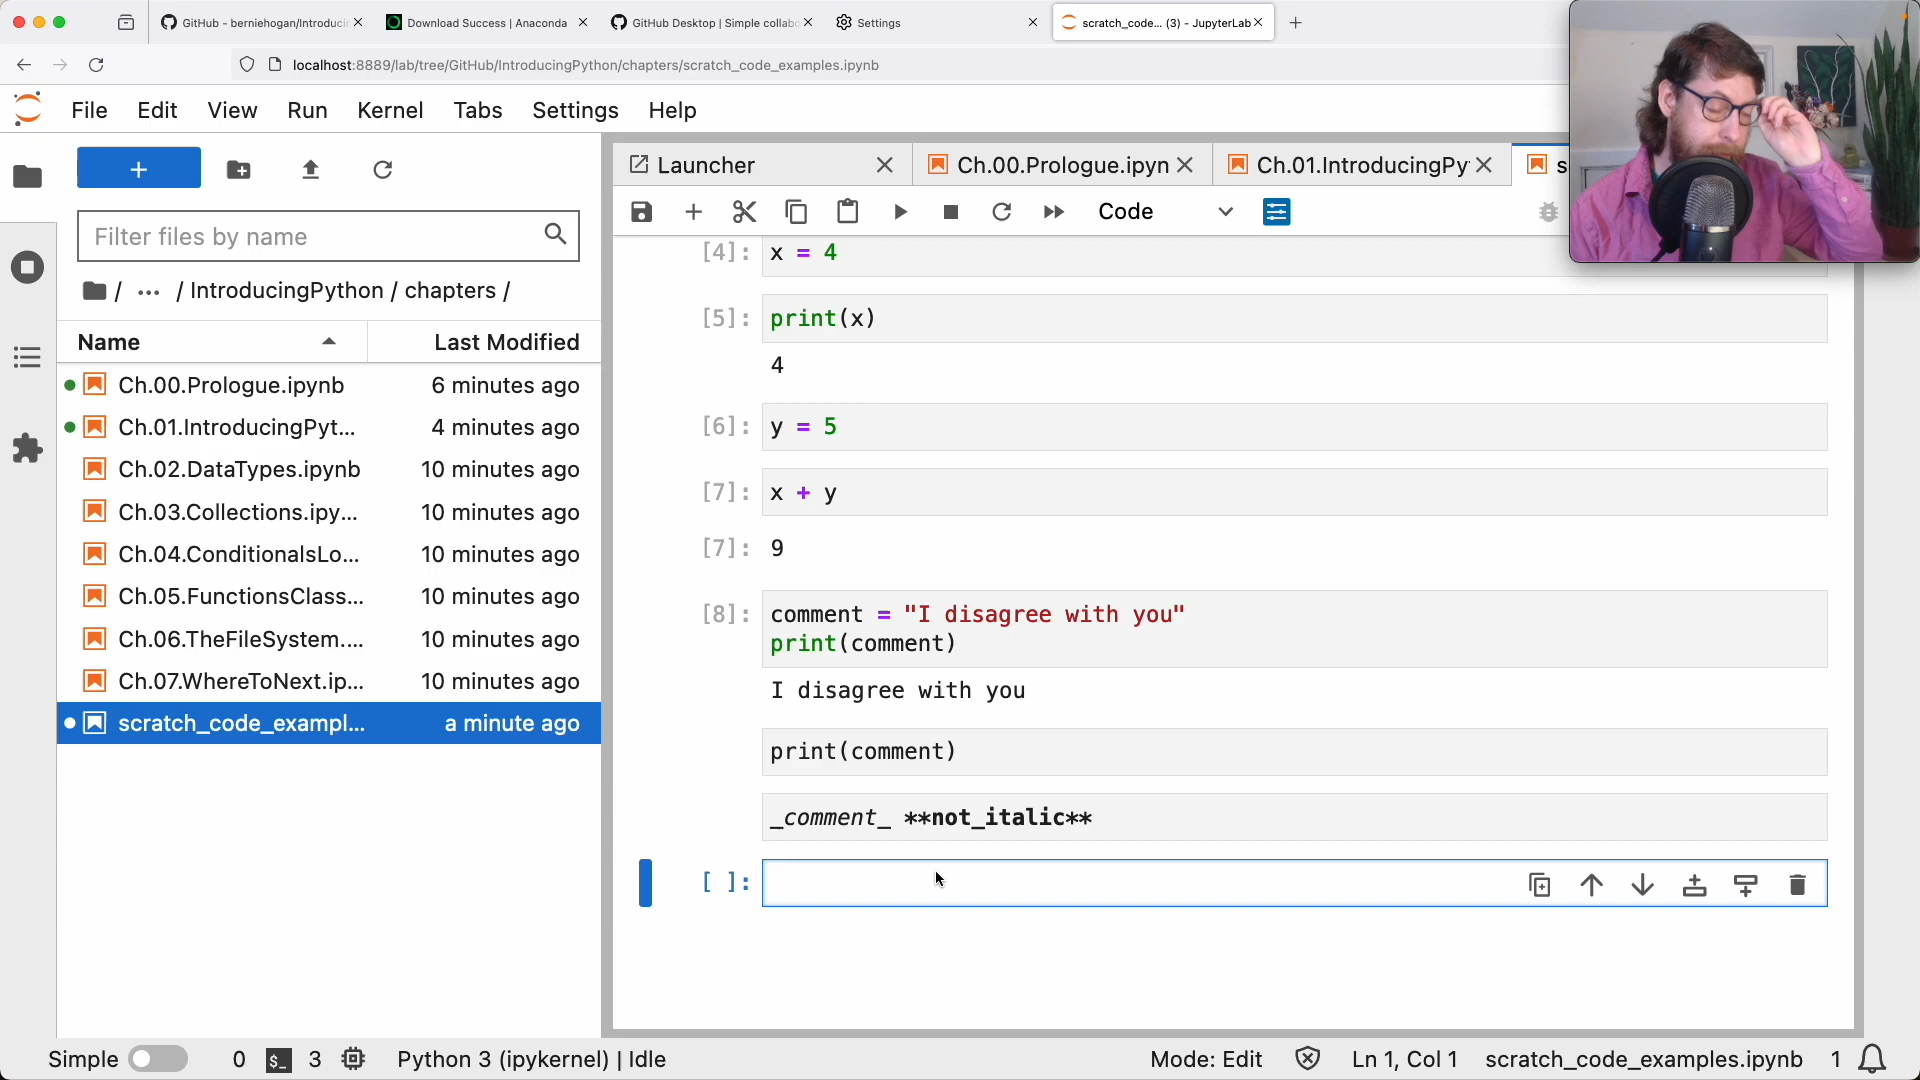 GitHub - berniehogan/Introducin
Download Success | Anaconda
GitHub Desktop | Simple collabo
Settings
scratch_code... (3) - JupyterLab
localhost:8889/lab/tree/GitHub/IntroducingPython/chapters/scratch_code_examples.ipynb
File Edit View Run Kernel Tabs Settings Help
Launcher
Ch.00.Prologue.ipyn
Ch.01.IntroducingPy
s
Code
Filter files by name
/ ... / IntroducingPython / chapters /
Name Last Modified
Ch.00.Prologue.ipynb 6 minutes ago
Ch.01.IntroducingPyt... 4 minutes ago
Ch.02.DataTypes.ipynb 10 minutes ago
Ch.03.Collections.ipy... 10 minutes ago
Ch.04.ConditionalsLo... 10 minutes ago
Ch.05.FunctionsClass... 10 minutes ago
Ch.06.TheFileSystem.... 10 minutes ago
Ch.07.WhereToNext.ip... 10 minutes ago
scratch_code_exampl... a minute ago
[4]: x = 4
[5]: print(x)
4
[6]: y = 5
[7]: x + y
[7]: 9
[8]: comment = "I disagree with you"
print(comment)
I disagree with you
print(comment)
_comment_ **not_italic**
[ ]:
Simple 0 $_ 3 Python 3 (ipykernel) | Idle Mode: Edit Ln 1, Col 1 scratch_code_examples.ipynb 1